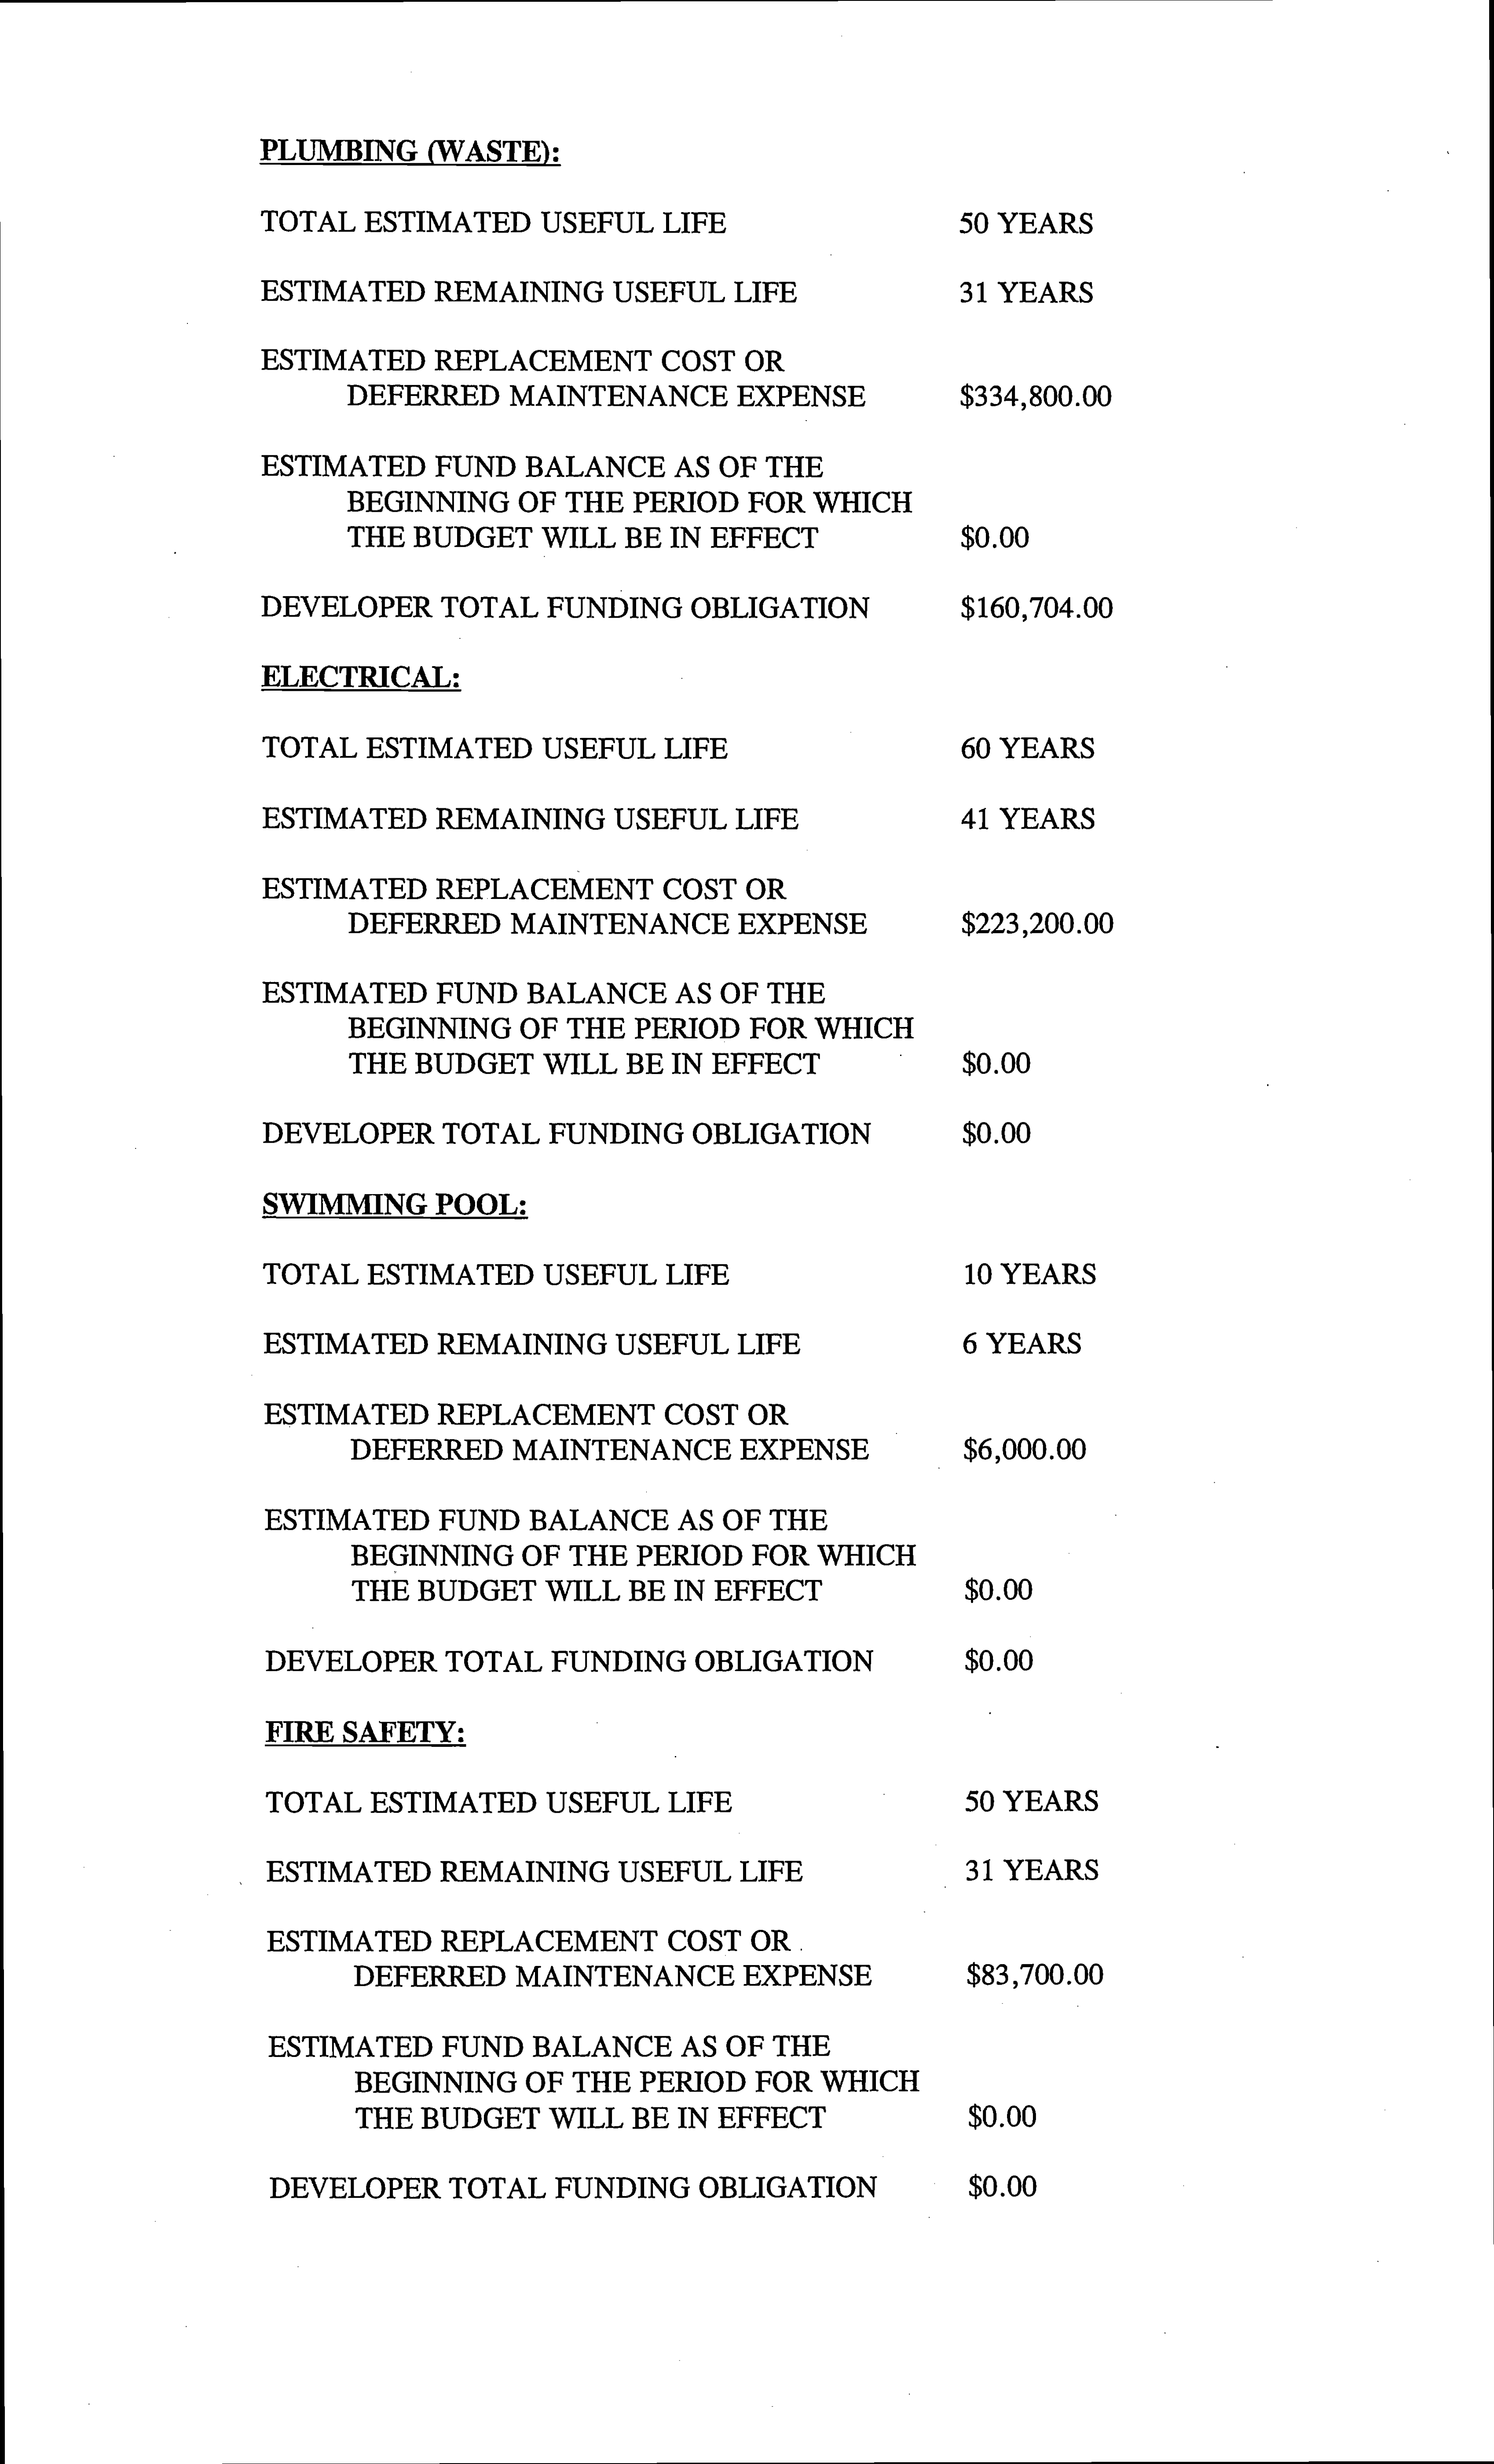 PLUMBING (WASTE):
TOTAL ESTIMATED USEFUL LIFE 50 YEARS
ESTIMATED REMAINING USEFUL LIFE 31 YEARS
ESTIMATED REPLACEMENT COST OR
DEFERRED MAINTENANCE EXPENSE $334,800.00
ESTIMATED FUND BALANCE AS OF THE
BEGINNING OF THE PERIOD FOR WHICH
THE BUDGET WILL BE IN EFFECT $0.00
DEVELOPER TOTAL FUNDING OBLIGATION $160,704.00
ELECTRICAL:
TOTAL ESTIMATED USEFUL LIFE 60 YEARS
ESTIMATED REMAINING USEFUL LIFE 41 YEARS
ESTIMATED REPLACEMENT COST OR
DEFERRED MAINTENANCE EXPENSE $223,200.00
ESTIMATED FUND BALANCE AS OF THE
BEGINNING OF THE PERIOD FOR WHICH
THE BUDGET WILL BE IN EFFECT $0.00
DEVELOPER TOTAL FUNDING OBLIGATION $0.00
SWIMMING POOL:
TOTAL ESTIMATED USEFUL LIFE 10 YEARS
ESTIMATED REMAINING USEFUL LIFE 6 YEARS
ESTIMATED REPLACEMENT COST OR
DEFERRED MAINTENANCE EXPENSE $6,000.00
ESTIMATED FUND BALANCE AS OF THE
BEGINNING OF THE PERIOD FOR WHICH
THE BUDGET WILL BE IN EFFECT $0.00
DEVELOPER TOTAL FUNDING OBLIGATION $0.00
FIRE SAFETY:
TOTAL ESTIMATED USEFUL LIFE 50 YEARS
ESTIMATED REMAINING USEFUL LIFE 31 YEARS
ESTIMATED REPLACEMENT COST OR
DEFERRED MAINTENANCE EXPENSE $83,700.00
ESTIMATED FUND BALANCE AS OF THE
BEGINNING OF THE PERIOD FOR WHICH
THE BUDGET WILL BE IN EFFECT $0.00
DEVELOPER TOTAL FUNDING OBLIGATION $0.00